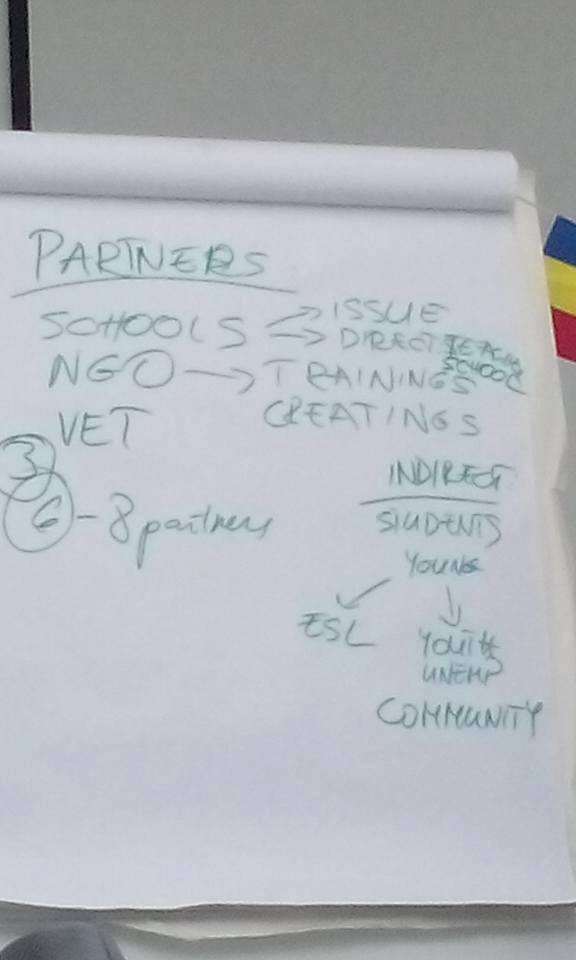 PARTNERS
SCHOOLS → ISSUE
→ DIRECT TEACHER
SCHOOL
NGO → TRAININGS
CREATINGS
VET
3
6 - 8 partners
INDIRECT
STUDENTS
YOUNG
ESL
YOUTH
UNEMP
COMMUNITY